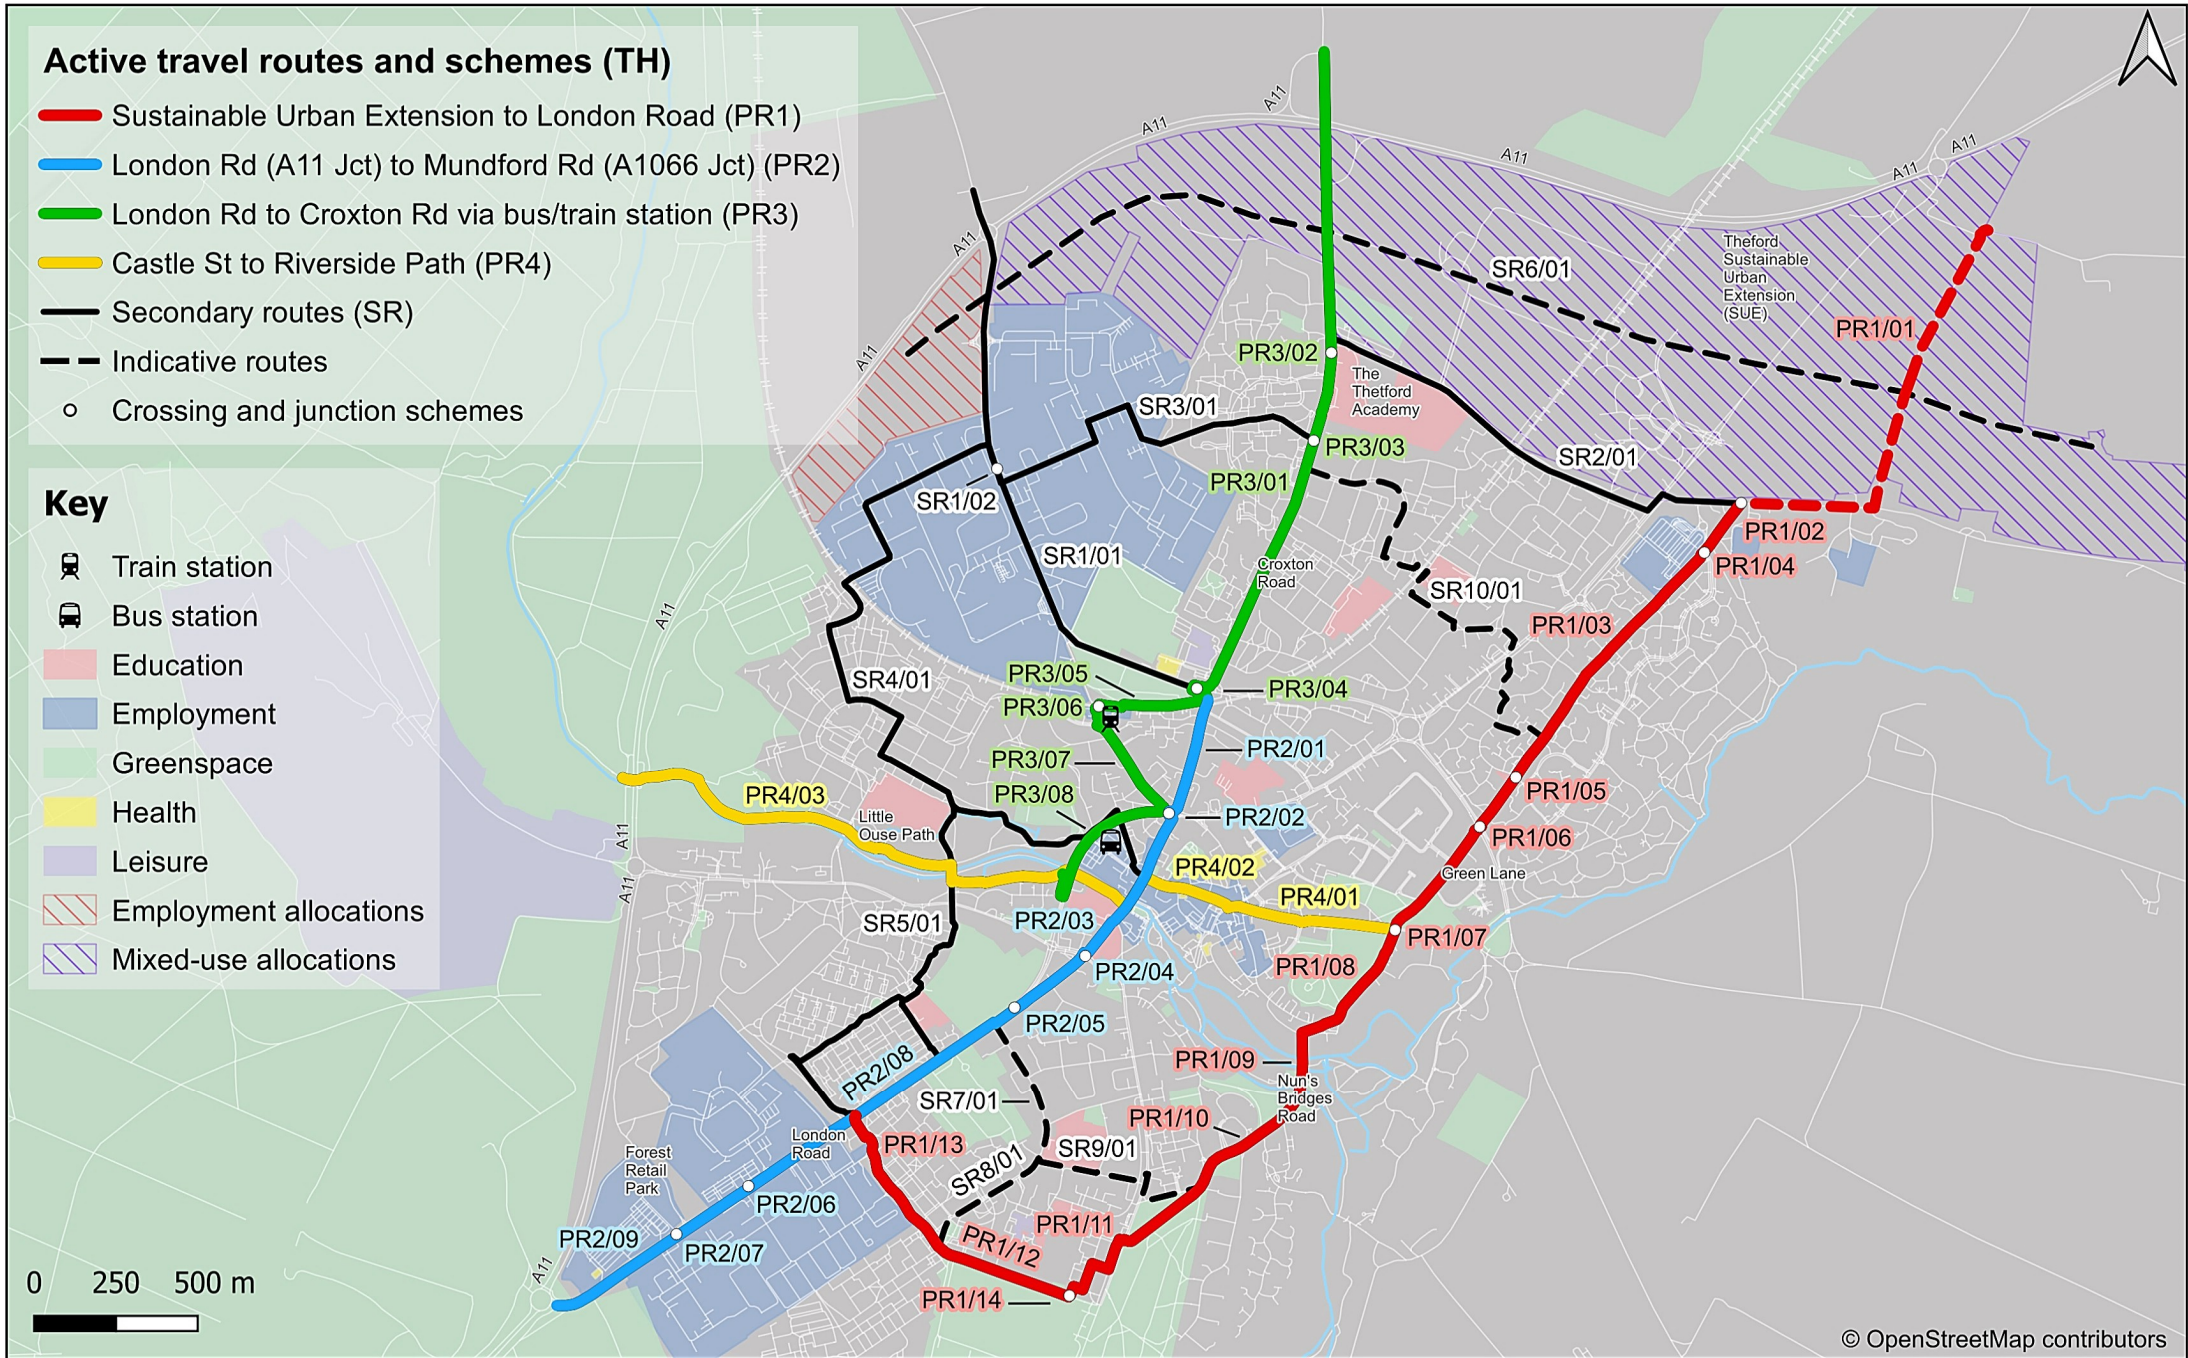 Active travel routes and schemes (TH)
Sustainable Urban Extension to London Road (PR1)
London Rd (A11 Jct) to Mundford Rd (A1066 Jct) (PR2)
London Rd to Croxton Rd via bus/train station (PR3)
Castle St to Riverside Path (PR4)
Secondary routes (SR)
Indicative routes
Crossing and junction schemes
Key
Train station
Bus station
Education
Employment
Greenspace
Health
Leisure
Employment allocations
Mixed-use allocations
0 250 500 m
A11
A11
A11
A11
A11
A11
A11
A11
A11
A11
A11
Theford
Sustainable
Urban
Extension
(SUE)
SR6/01
PR1/01
PR3/02
The
Thetford
Academy
SR3/01
PR3/03
SR2/01
PR3/01
SR1/02
PR1/02
SR1/01
PR1/04
Croxton
Road
SR10/01
PR1/03
PR3/05
SR4/01
PR3/04
PR3/06
PR2/01
PR3/07
PR1/05
PR4/03
PR3/08
Little
Ouse Path
PR2/02
PR1/06
PR4/02
Green Lane
PR4/01
SR5/01
PR2/03
PR1/07
PR2/04
PR1/08
PR2/05
PR2/08
PR1/09
Nun's
Bridges
Road
SR7/01
PR1/10
London
Road
PR1/13
SR9/01
Forest
Retail
Park
SR8/01
PR2/06
PR1/11
PR2/09
PR2/07
PR1/12
PR1/14
© OpenStreetMap contributors